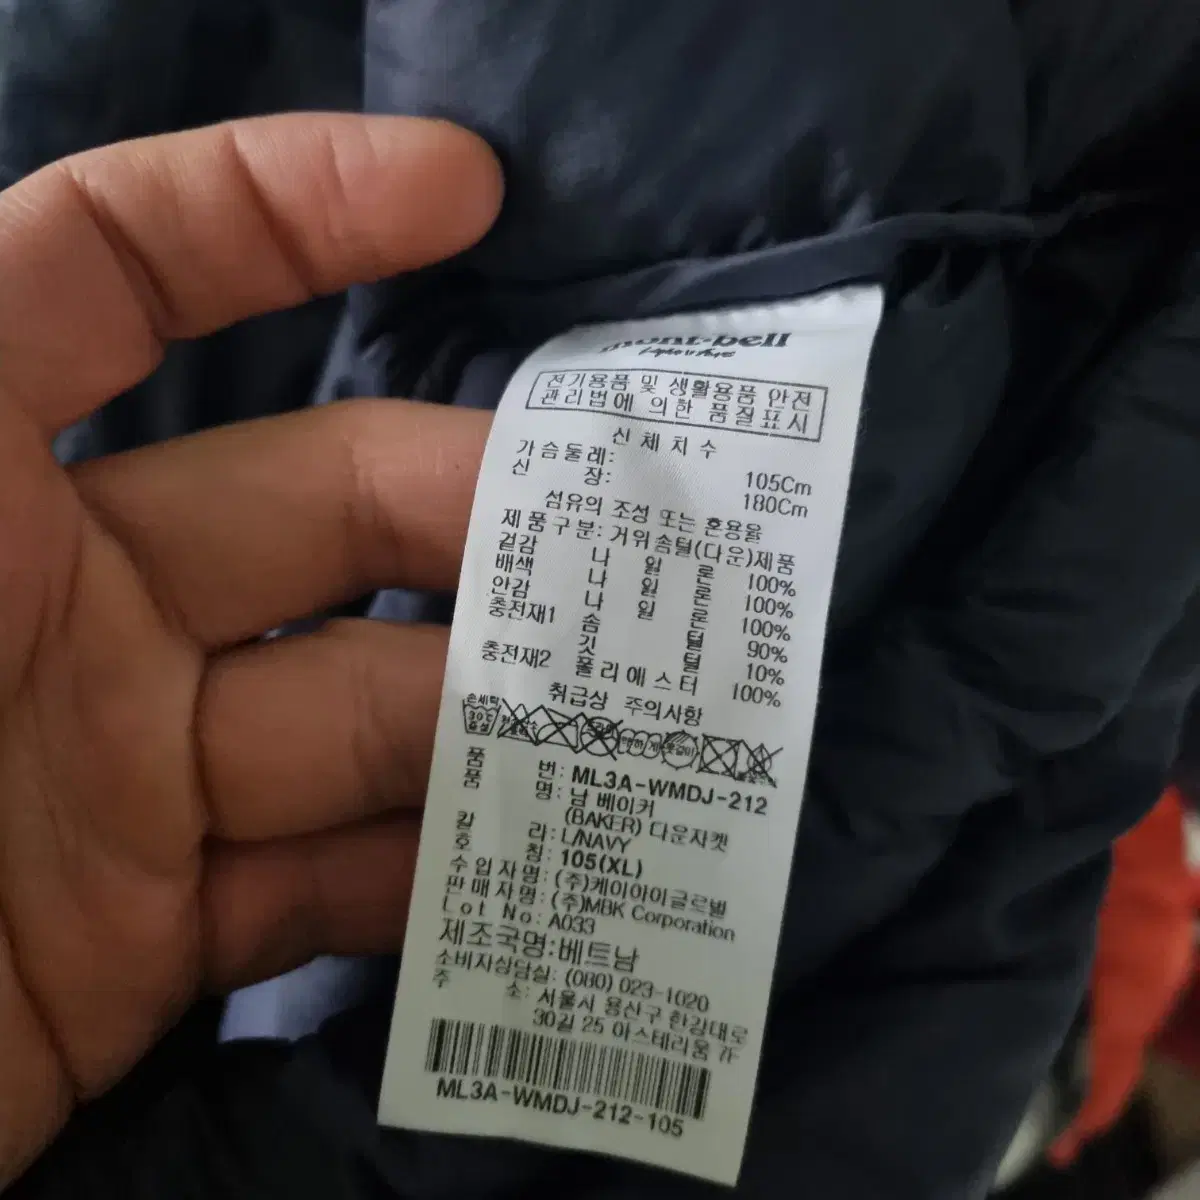 mont-bell
전기용품 및 생활용품 안전
관리법에 의한 품질표시
신체치수
가슴둘레: 105Cm
신 장: 180Cm
섬유의 조성 또는 혼용율
제품구분: 거위솜털(다운)제품
겉감 나 일 론 100%
배색 나 일 론 100%
안감 나 일 론 100%
충전재1 솜 털 90%
깃 털 10%
충전재2 폴리에스터 100%
취급상 주의사항
손세탁
30℃
중성
품 번: ML3A-WMDJ-212
품 명: 남 베이커
(BAKER) 다운자켓
칼 라: L/NAVY
호 칭: 105(XL)
수입자명: (주)케이아이글로벌
판매자명: (주)MBK Corporation
Lot No: A033
제조국명:베트남
소비자상담실: (080) 023-1020
주 소: 서울시 용산구 한강대로
30길 25 아스테리움 7F
ML3A-WMDJ-212-105